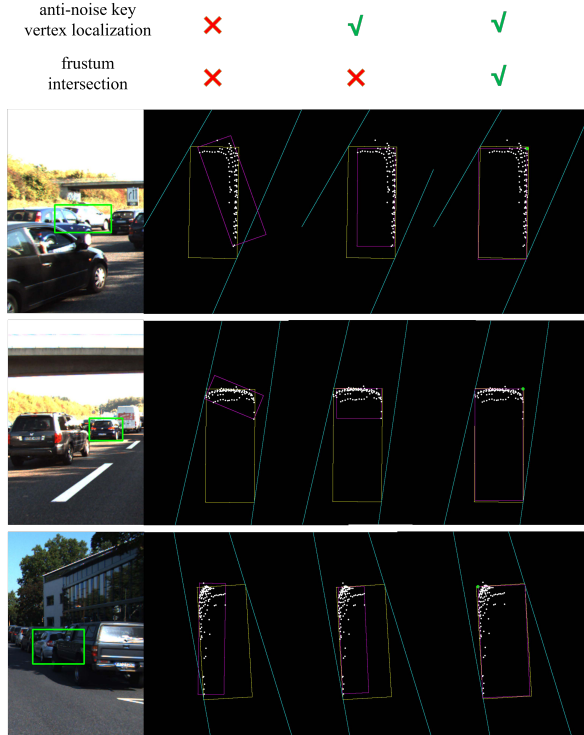 anti-noise key
vertex localization
frustum
intersection